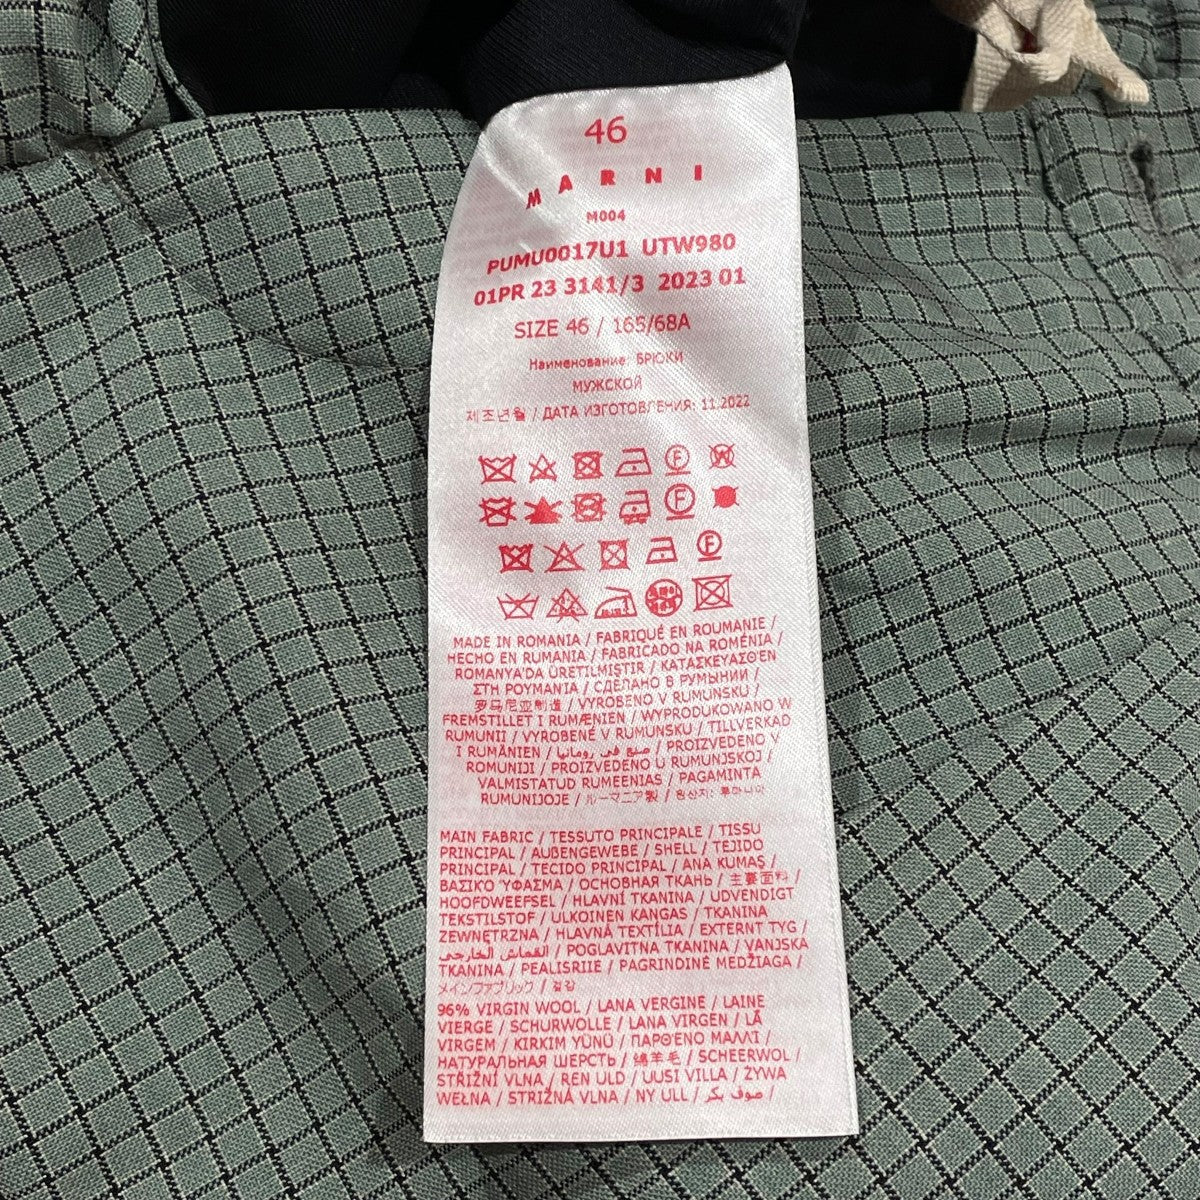 46
MARNI
M004
PUMU0017U1 UTW980
01PR 23 3141/3 2023 01
SIZE 46 / 165/68A
Наименование: БРЮКИ
МУЖСКОЙ
제조년월 / ДАТА ИЗГОТОВЛЕНИЯ: 11.2022
MADE IN ROMANIA / FABRIQUÉ EN ROUMANIE /
HECHO EN RUMANIA / FABRICADO NA ROMÉNIA /
ROMANYA'DA ÜRETILMIŞTIR / ΚΑΤΑΣΚΕΥΑΣΘΕΝ
ΣΤΗ ΡΟΥΜΑΝΙΑ / СДЕЛАНО В РУМЫНИИ /
罗马尼亚制造 / VYROBENO V RUMUNSKU /
FREMSTILLET I RUMÆNIEN / WYPRODUKOWANO W
RUMUNII / VYROBENÉ V RUMUNSKU / TILLVERKAD
I RUMÄNIEN / صنع في رومانيا / PROIZVEDENO V
ROMUNIJI / PROIZVEDENO U RUMUNJSKOJ /
VALMISTATUD RUMEENIAS / PAGAMINTA
RUMUNIJOJE / ルーマニア製 / 원산지: 루마니아
MAIN FABRIC / TESSUTO PRINCIPALE / TISSU
PRINCIPAL / AUßENGEWEBE / SHELL / TEJIDO
PRINCIPAL / TECIDO PRINCIPAL / ANA KUMAŞ /
ΒΑΣΙΚΟ ΎΦΑΣΜΑ / ОСНОВНАЯ ТКАНЬ / 主要面料 /
HOOFDWEEFSEL / HLAVNÍ TKANINA / UDVENDIGT
TEKSTILSTOF / ULKOINEN KANGAS / TKANINA
ZEWNĘTRZNA / HLAVNÁ TEXTÍLIA / EXTERNT TYG /
القماش الخارجي / POGLAVITNA TKANINA / VANJSKA
TKANINA / PEALISRIIE / PAGRINDINĖ MEDŽIAGA /
メインファブリック / 겉감
96% VIRGIN WOOL / LANA VERGINE / LAINE
VIERGE / SCHURWOLLE / LANA VIRGEN / LÃ
VIRGEM / KIRKIM YÜNÜ / ΠΑΡΘΈΝΟ ΜΑΛΛΊ /
НАТУРАЛЬНАЯ ШЕРСТЬ / 绵羊毛 / SCHEERWOL /
STŘIŽNÍ VLNA / REN ULD / UUSI VILLA / ŻYWA
WEŁNA / STRIŽNÁ VLNA / NY ULL / صوف بكر /